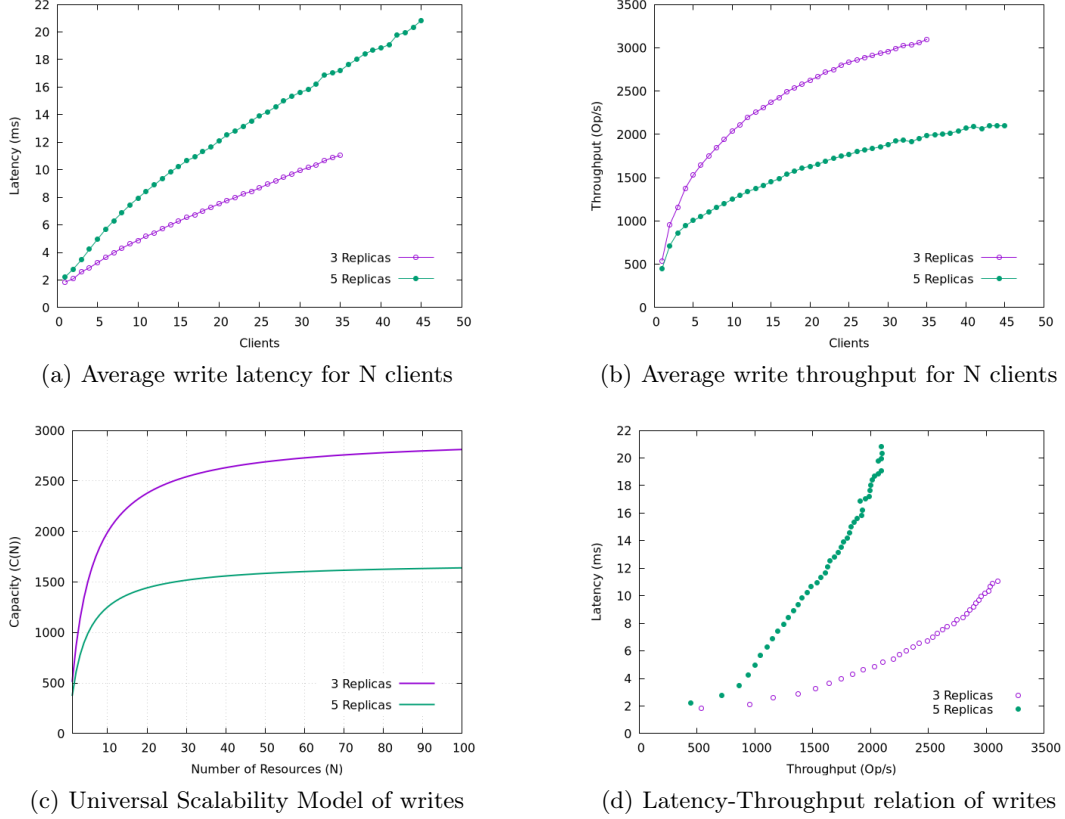 22
20
18
16
14
12
10
8
6
4
2
0
Latency (ms)
0 5 10 15 20 25 30 35 40 45 50
Clients
3 Replicas
5 Replicas
(a) Average write latency for N clients
3500
3000
2500
2000
1500
1000
500
0
Throughput (Op/s)
0 5 10 15 20 25 30 35 40 45 50
Clients
3 Replicas
5 Replicas
(b) Average write throughput for N clients
3000
2500
2000
1500
1000
500
0
Capacity (C(N))
10 20 30 40 50 60 70 80 90 100
Number of Resources (N)
3 Replicas
5 Replicas
(c) Universal Scalability Model of writes
22
20
18
16
14
12
10
8
6
4
2
0
Latency (ms)
0 500 1000 1500 2000 2500 3000 3500
Throughput (Op/s)
3 Replicas
5 Replicas
(d) Latency-Throughput relation of writes